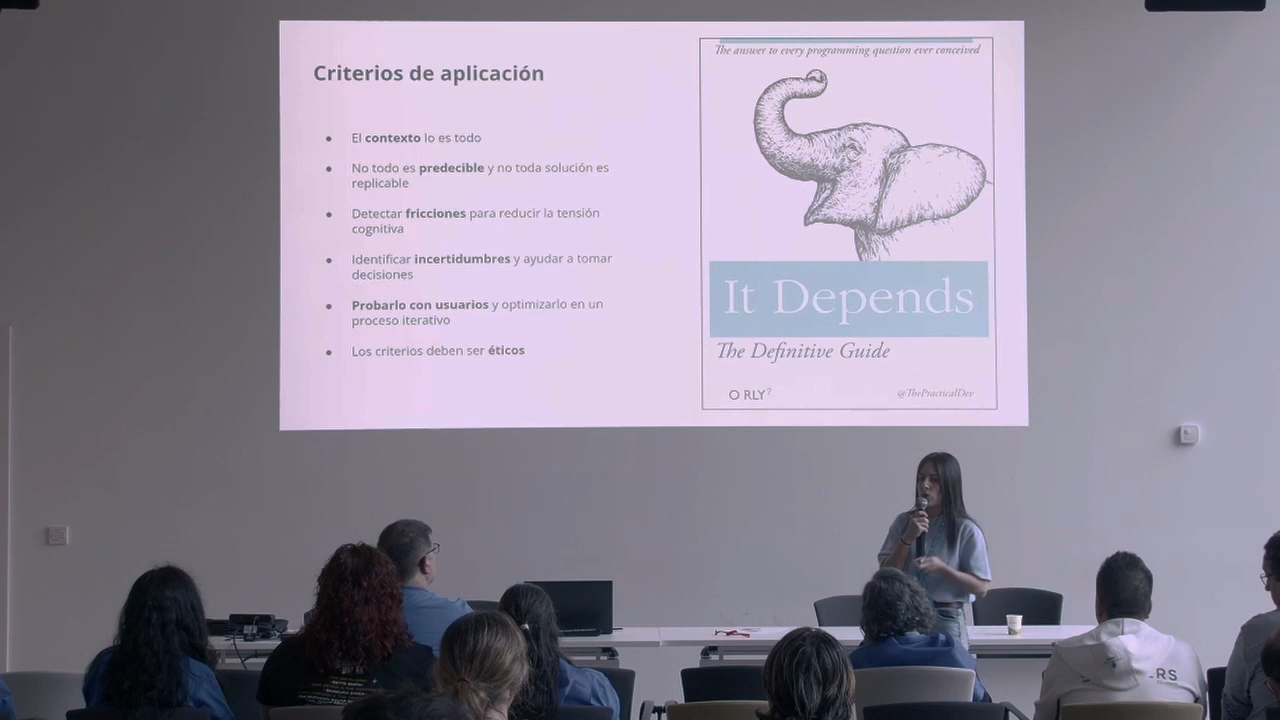 Criterios de aplicación
● El contexto lo es todo
● No todo es predecible y no toda solución es
replicable
● Detectar fricciones para reducir la tensión
cognitiva
● Identificar incertidumbres y ayudar a tomar
decisiones
● Probarlo con usuarios y optimizarlo en un
proceso iterativo
● Los criterios deben ser éticos
The answer to every programming question ever conceived
It Depends
The Definitive Guide
O RLY?
@ThePracticalDev
RS